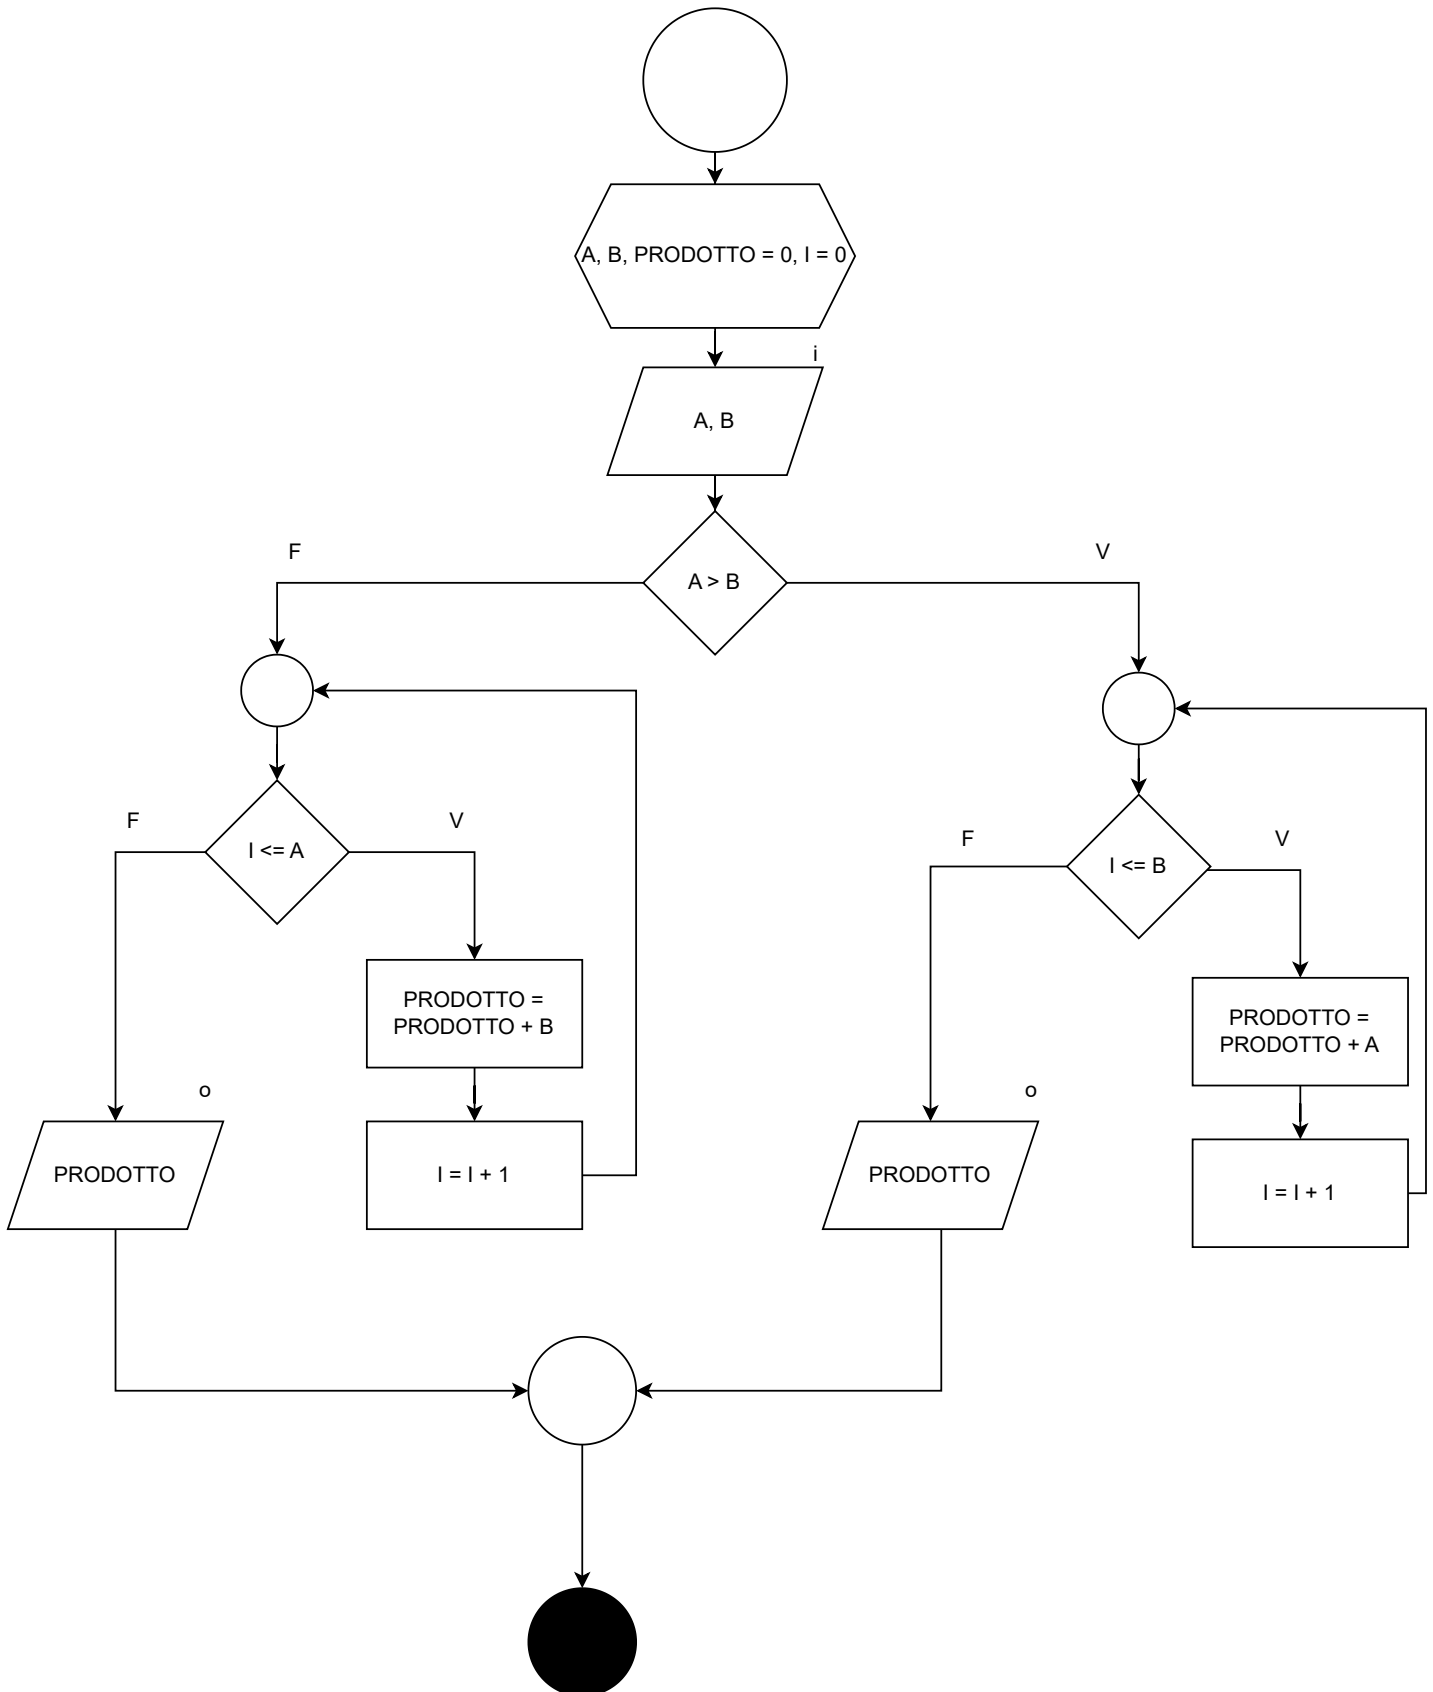 A, B, PRODOTTO = 0, I = 0
i
A, B
F
V
A > B
F
V
I <= A
F
V
I <= B
PRODOTTO =
PRODOTTO + B
PRODOTTO =
PRODOTTO + A
o
o
PRODOTTO
I = I + 1
PRODOTTO
I = I + 1